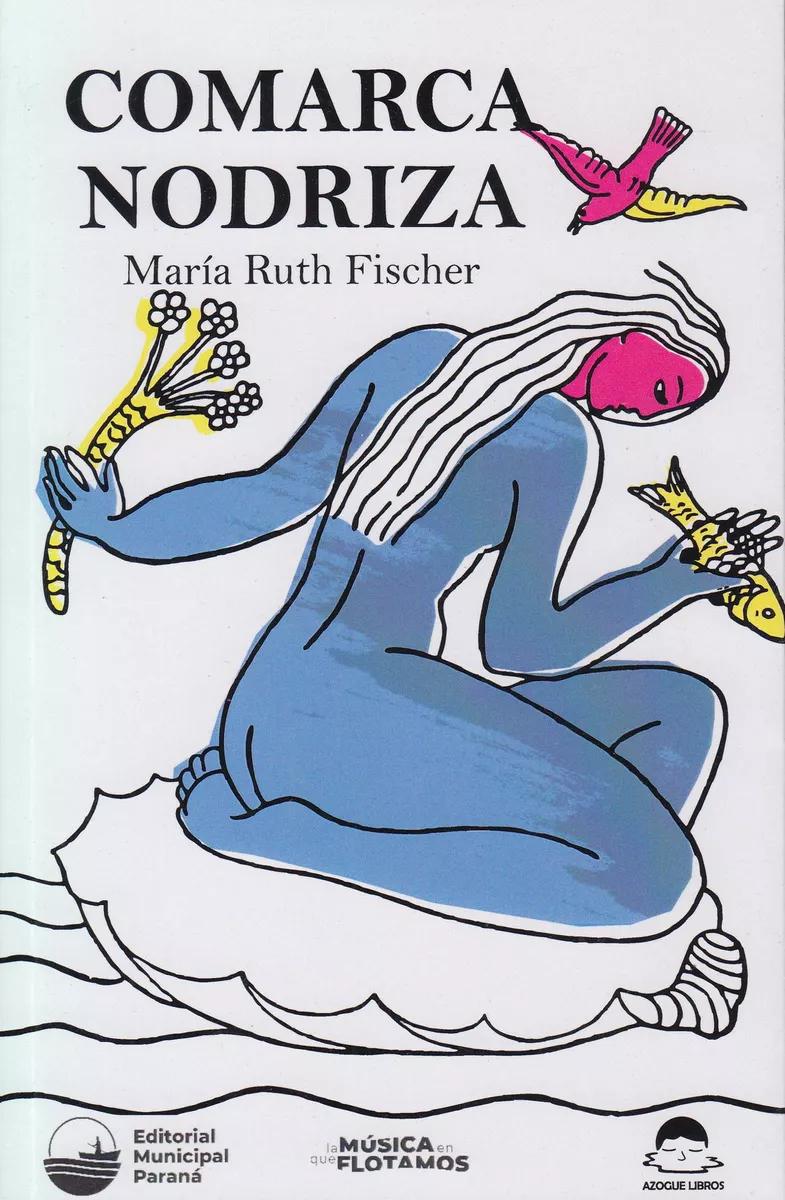 COMARCA
NODRIZA
María Ruth Fischer
Editorial
Municipal
Paraná
la MÚSICA en
que FLOTAMOS
AZOGUE LIBROS